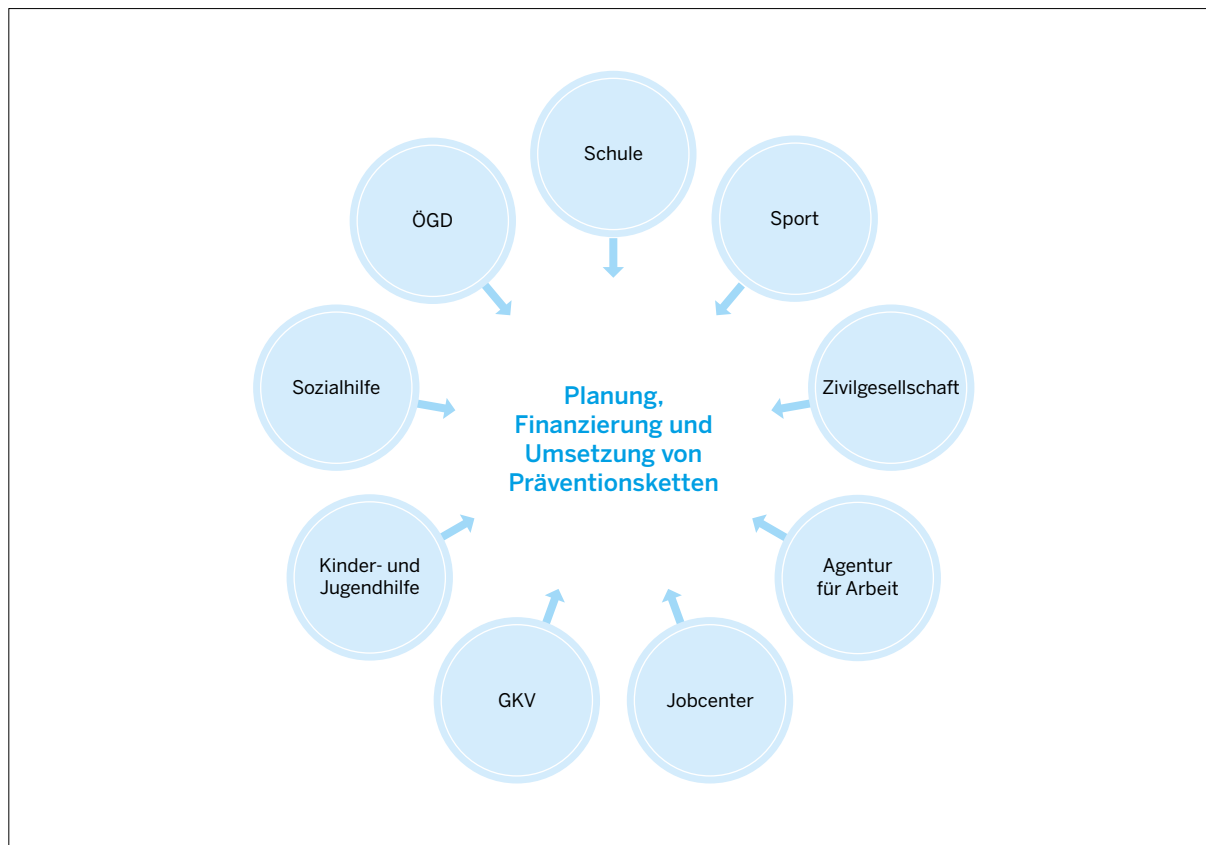 Schule
Sport
Zivilgesellschaft
Agentur
für Arbeit
Jobcenter
GKV
Kinder- und
Jugendhilfe
Sozialhilfe
ÖGD
Planung,
Finanzierung und
Umsetzung von
Präventionsketten